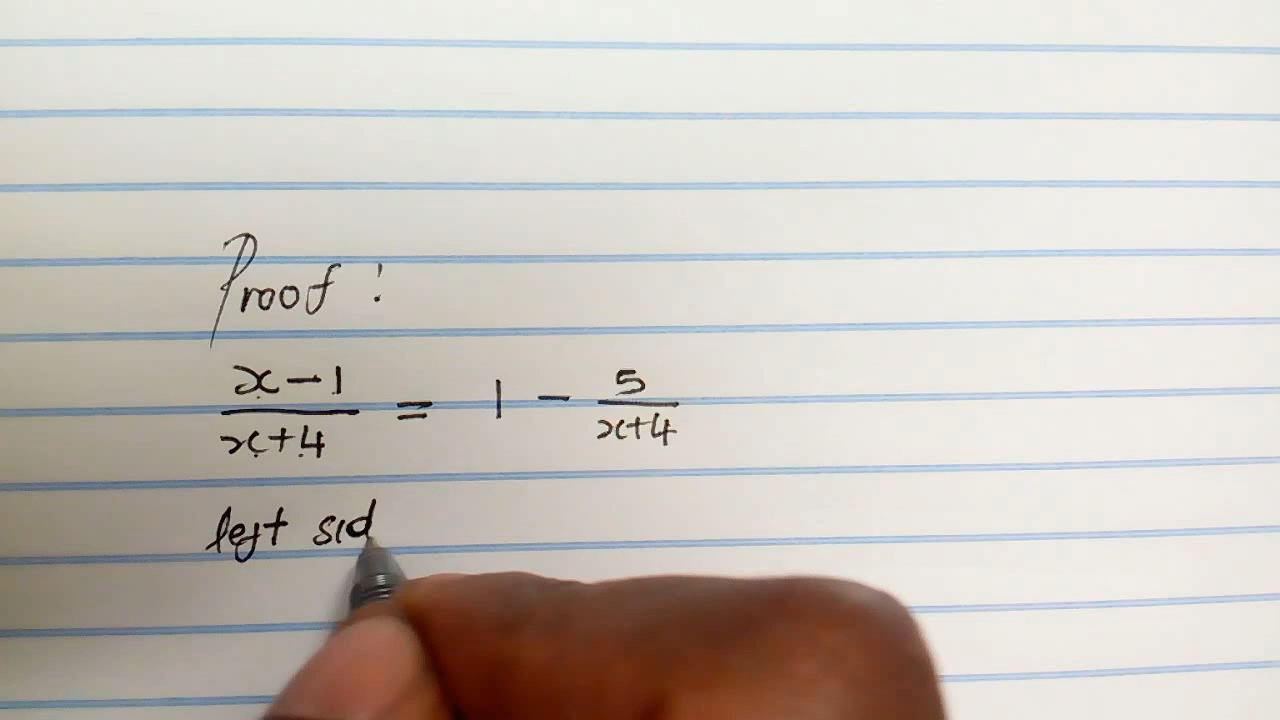 Proof :
x-1/x+4 = 1 - 5/x+4
left sid